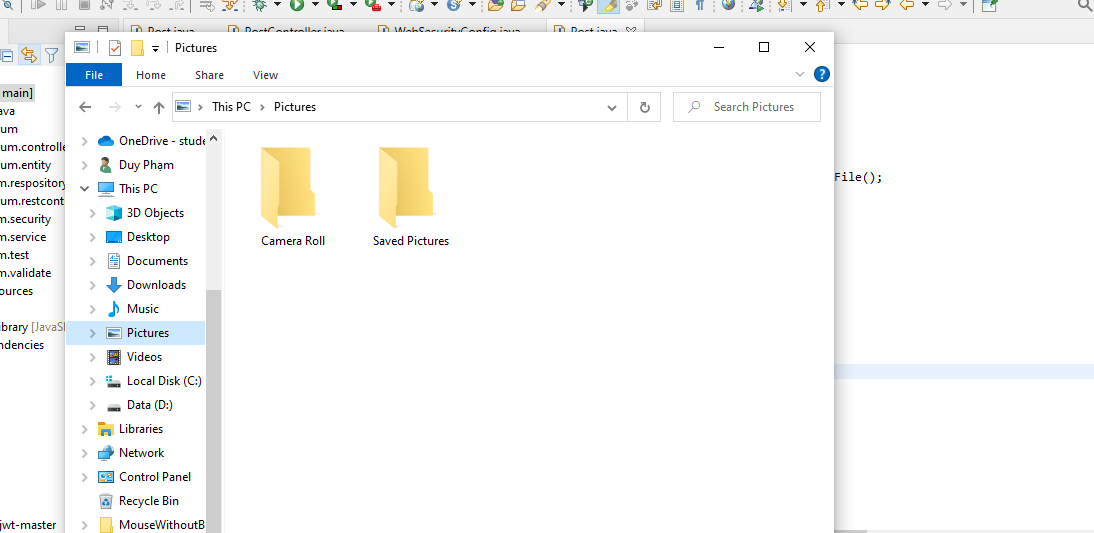 Post.java
PostController.java
WebSecurityConfig.java
Post.java
Pictures
File
Home
Share
View
This PC
Pictures
Search Pictures
main]
ava
um
um.controlle
um.entity
m.respository
um.restcont
m.security
m.service
m.test
m.validate
ources
ibrary [JavaSE
ndencies
jwt-master
OneDrive - stude
Duy Phạm
This PC
3D Objects
Desktop
Documents
Downloads
Music
Pictures
Videos
Local Disk (C:)
Data (D:)
Libraries
Network
Control Panel
Recycle Bin
MouseWithoutB
Camera Roll
Saved Pictures
File();